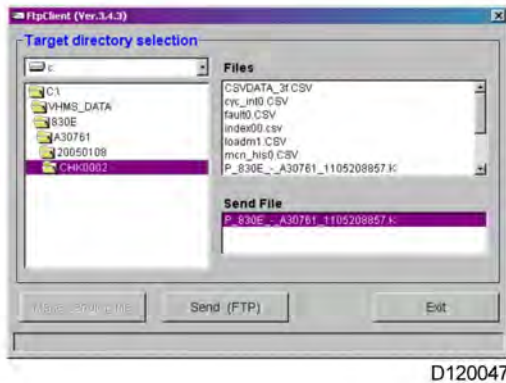 FtpClient (Ver.3.4.3)
Target directory selection
c:
Files
C:\
VHMS_DATA
830E
A30761
20050108
CHK0002
CSVDATA_3f.CSV
cyc_int0.CSV
fault0.CSV
index00.csv
loadm1.CSV
mcn_his0.CSV
P_830E_-_A30761_1105208857.K
Send File
P_830E_-_A30761_1105208857.K
Send (FTP)
Exit
D120047